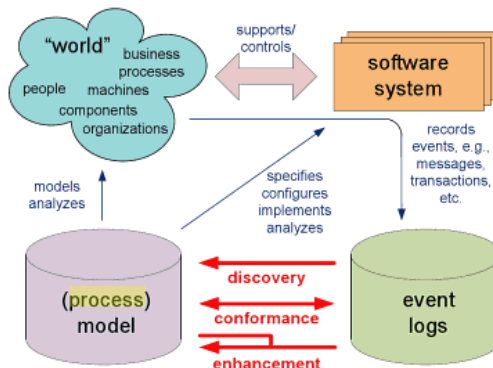 "world"
business
processes
people
machines
components
organizations
supports/
controls
software
system
models
analyzes
specifies
configures
implements
analyzes
records
events, e.g.,
messages,
transactions,
etc.
(process)
model
discovery
conformance
enhancement
event
logs